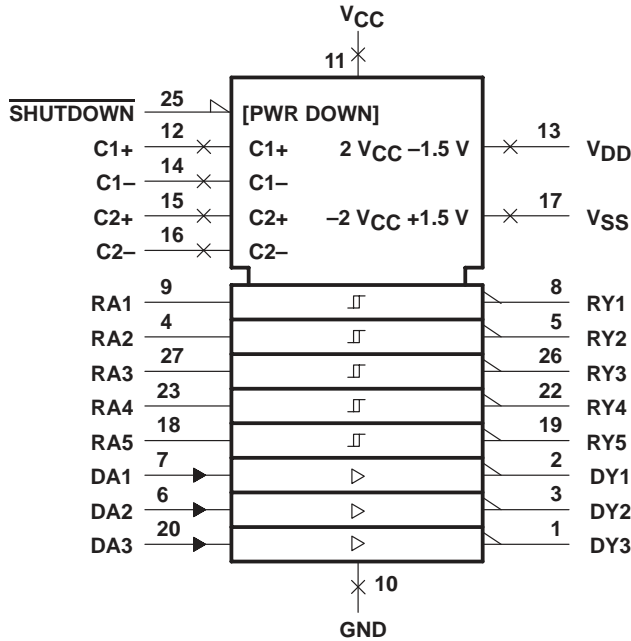 VCC
11
SHUTDOWN 25 [PWR DOWN]
C1+ 12 C1+ 2 VCC –1.5 V 13 VDD
C1– 14 C1–
C2+ 15 C2+ –2 VCC +1.5 V 17 VSS
C2– 16 C2–
RA1 9 8 RY1
RA2 4 5 RY2
RA3 27 26 RY3
RA4 23 22 RY4
RA5 18 19 RY5
DA1 7 2 DY1
DA2 6 3 DY2
DA3 20 1 DY3
10
GND